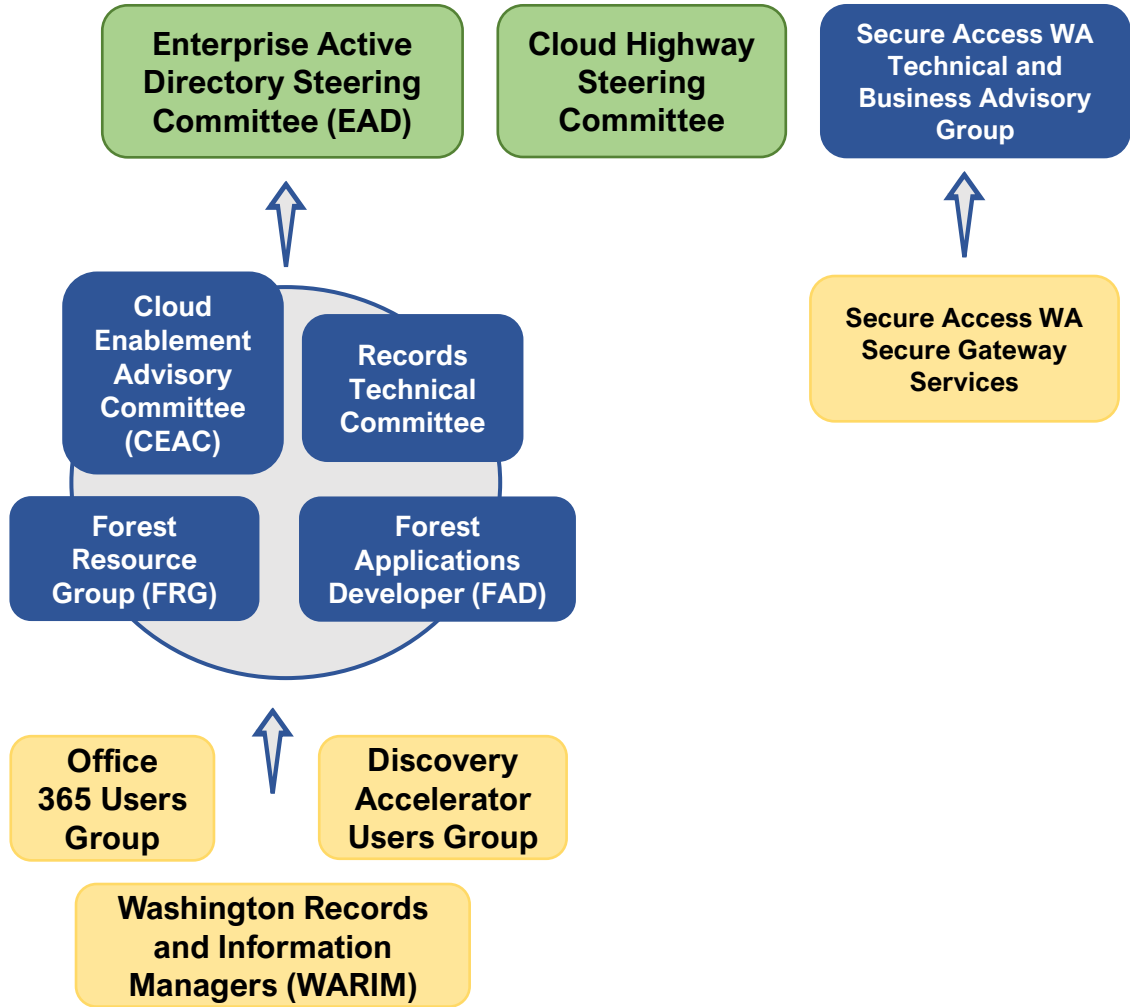 Enterprise Active
Directory Steering
Committee (EAD)
Cloud Highway
Steering
Committee
Secure Access WA
Technical and
Business Advisory
Group
Cloud
Enablement
Advisory
Committee
(CEAC)
Records
Technical
Committee
Secure Access WA
Secure Gateway
Services
Forest
Resource
Group (FRG)
Forest
Applications
Developer (FAD)
Office
365 Users
Group
Discovery
Accelerator
Users Group
Washington Records
and Information
Managers (WARIM)